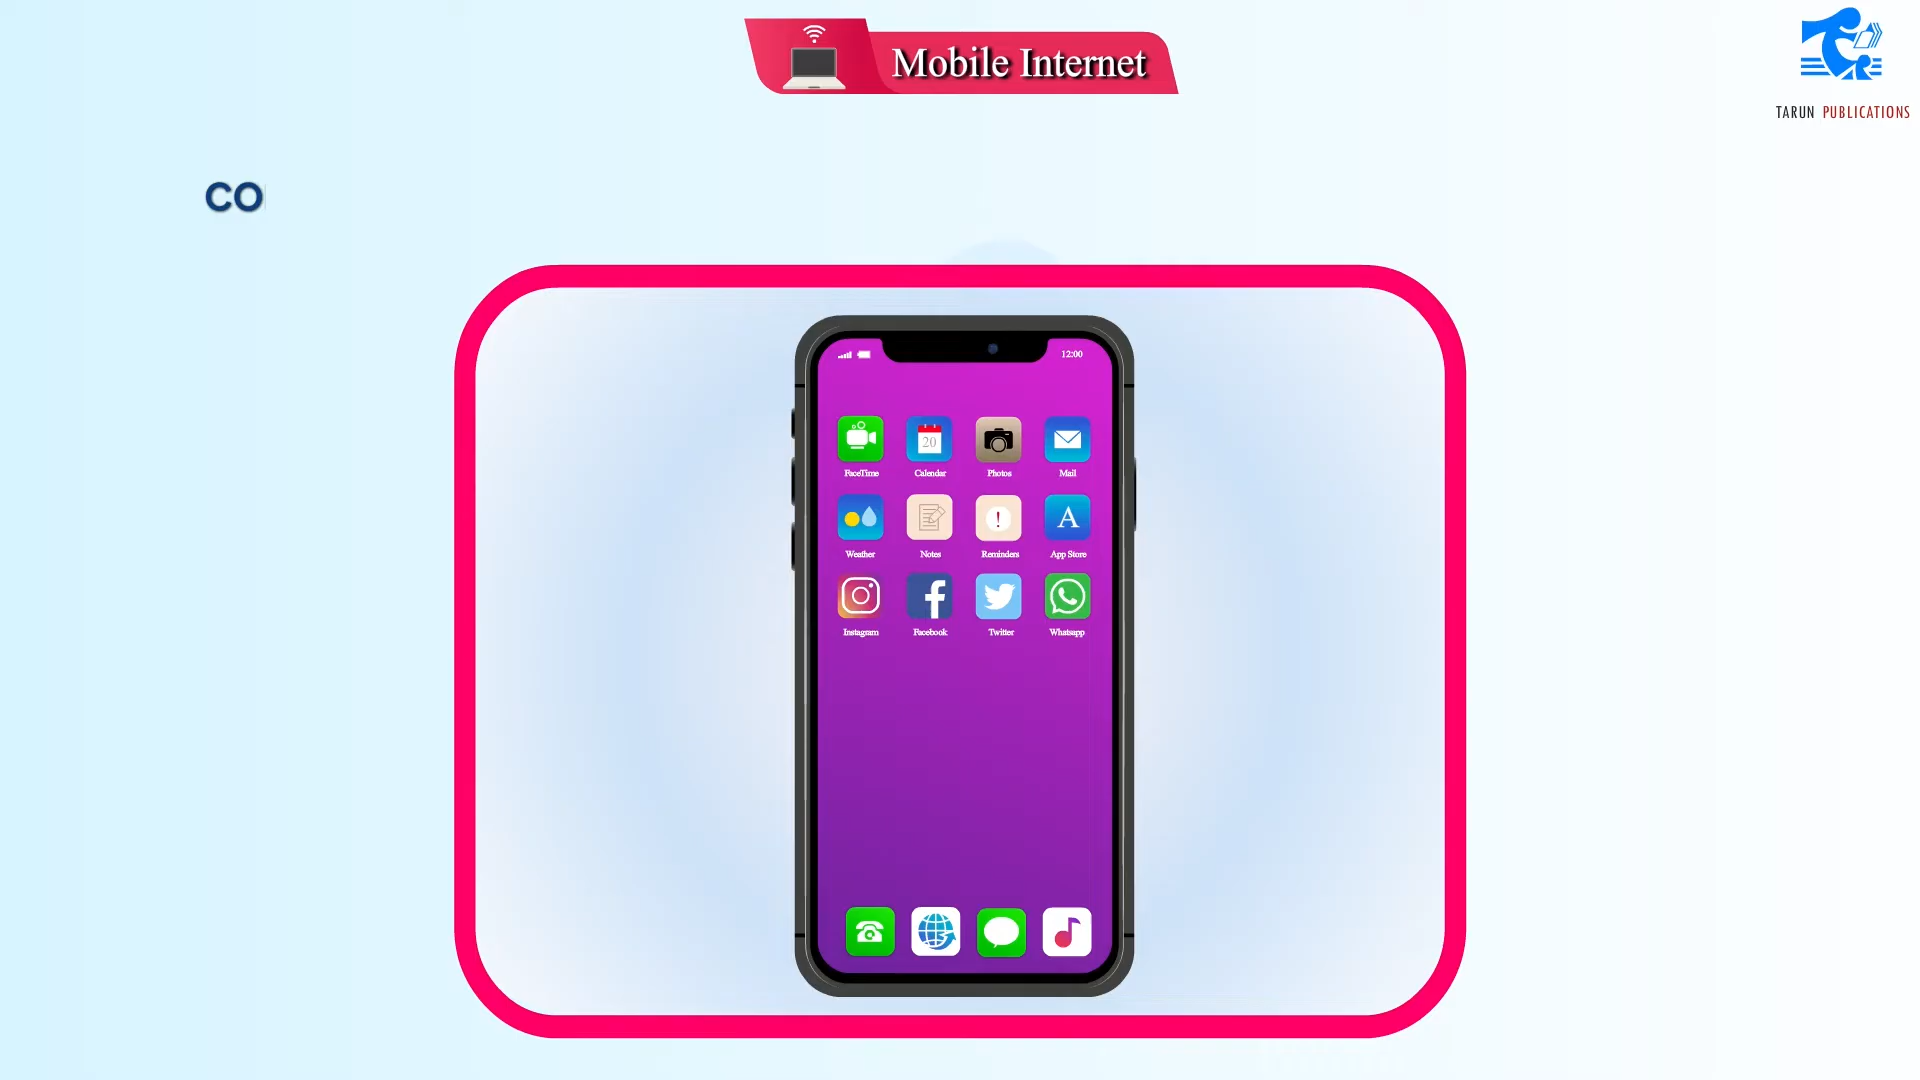 Mobile Internet
TARUN PUBLICATIONS
CO
12:00
20
FaceTime Calendar Photos Mail
Weather Notes Reminders App Store
Instagram Facebook Twitter Whatsapp